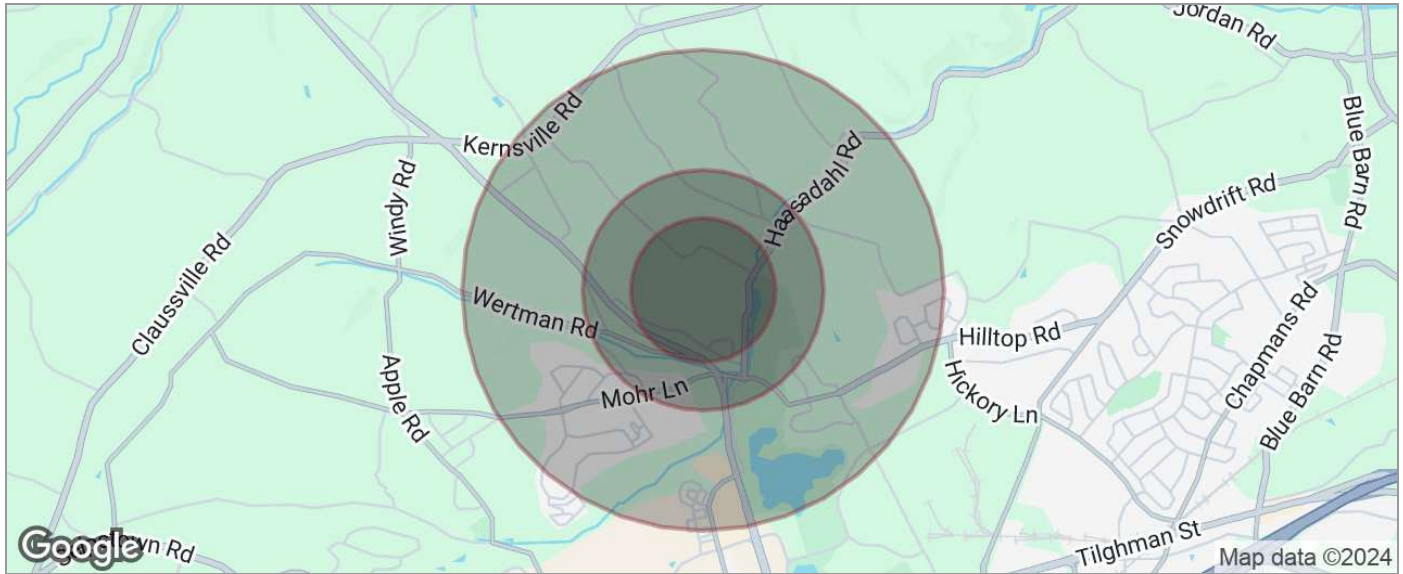 Jordan Rd
Kernsville Rd
Blue Barn Rd
Haasadahl Rd
Windy Rd
Snowdrift Rd
Claussville Rd
Wertman Rd
Hilltop Rd
Chapmans Rd
Mohr Ln
Apple Rd
Hickory Ln
Blue Barn Rd
Tilghman St
Rd
Google
Map data ©2024